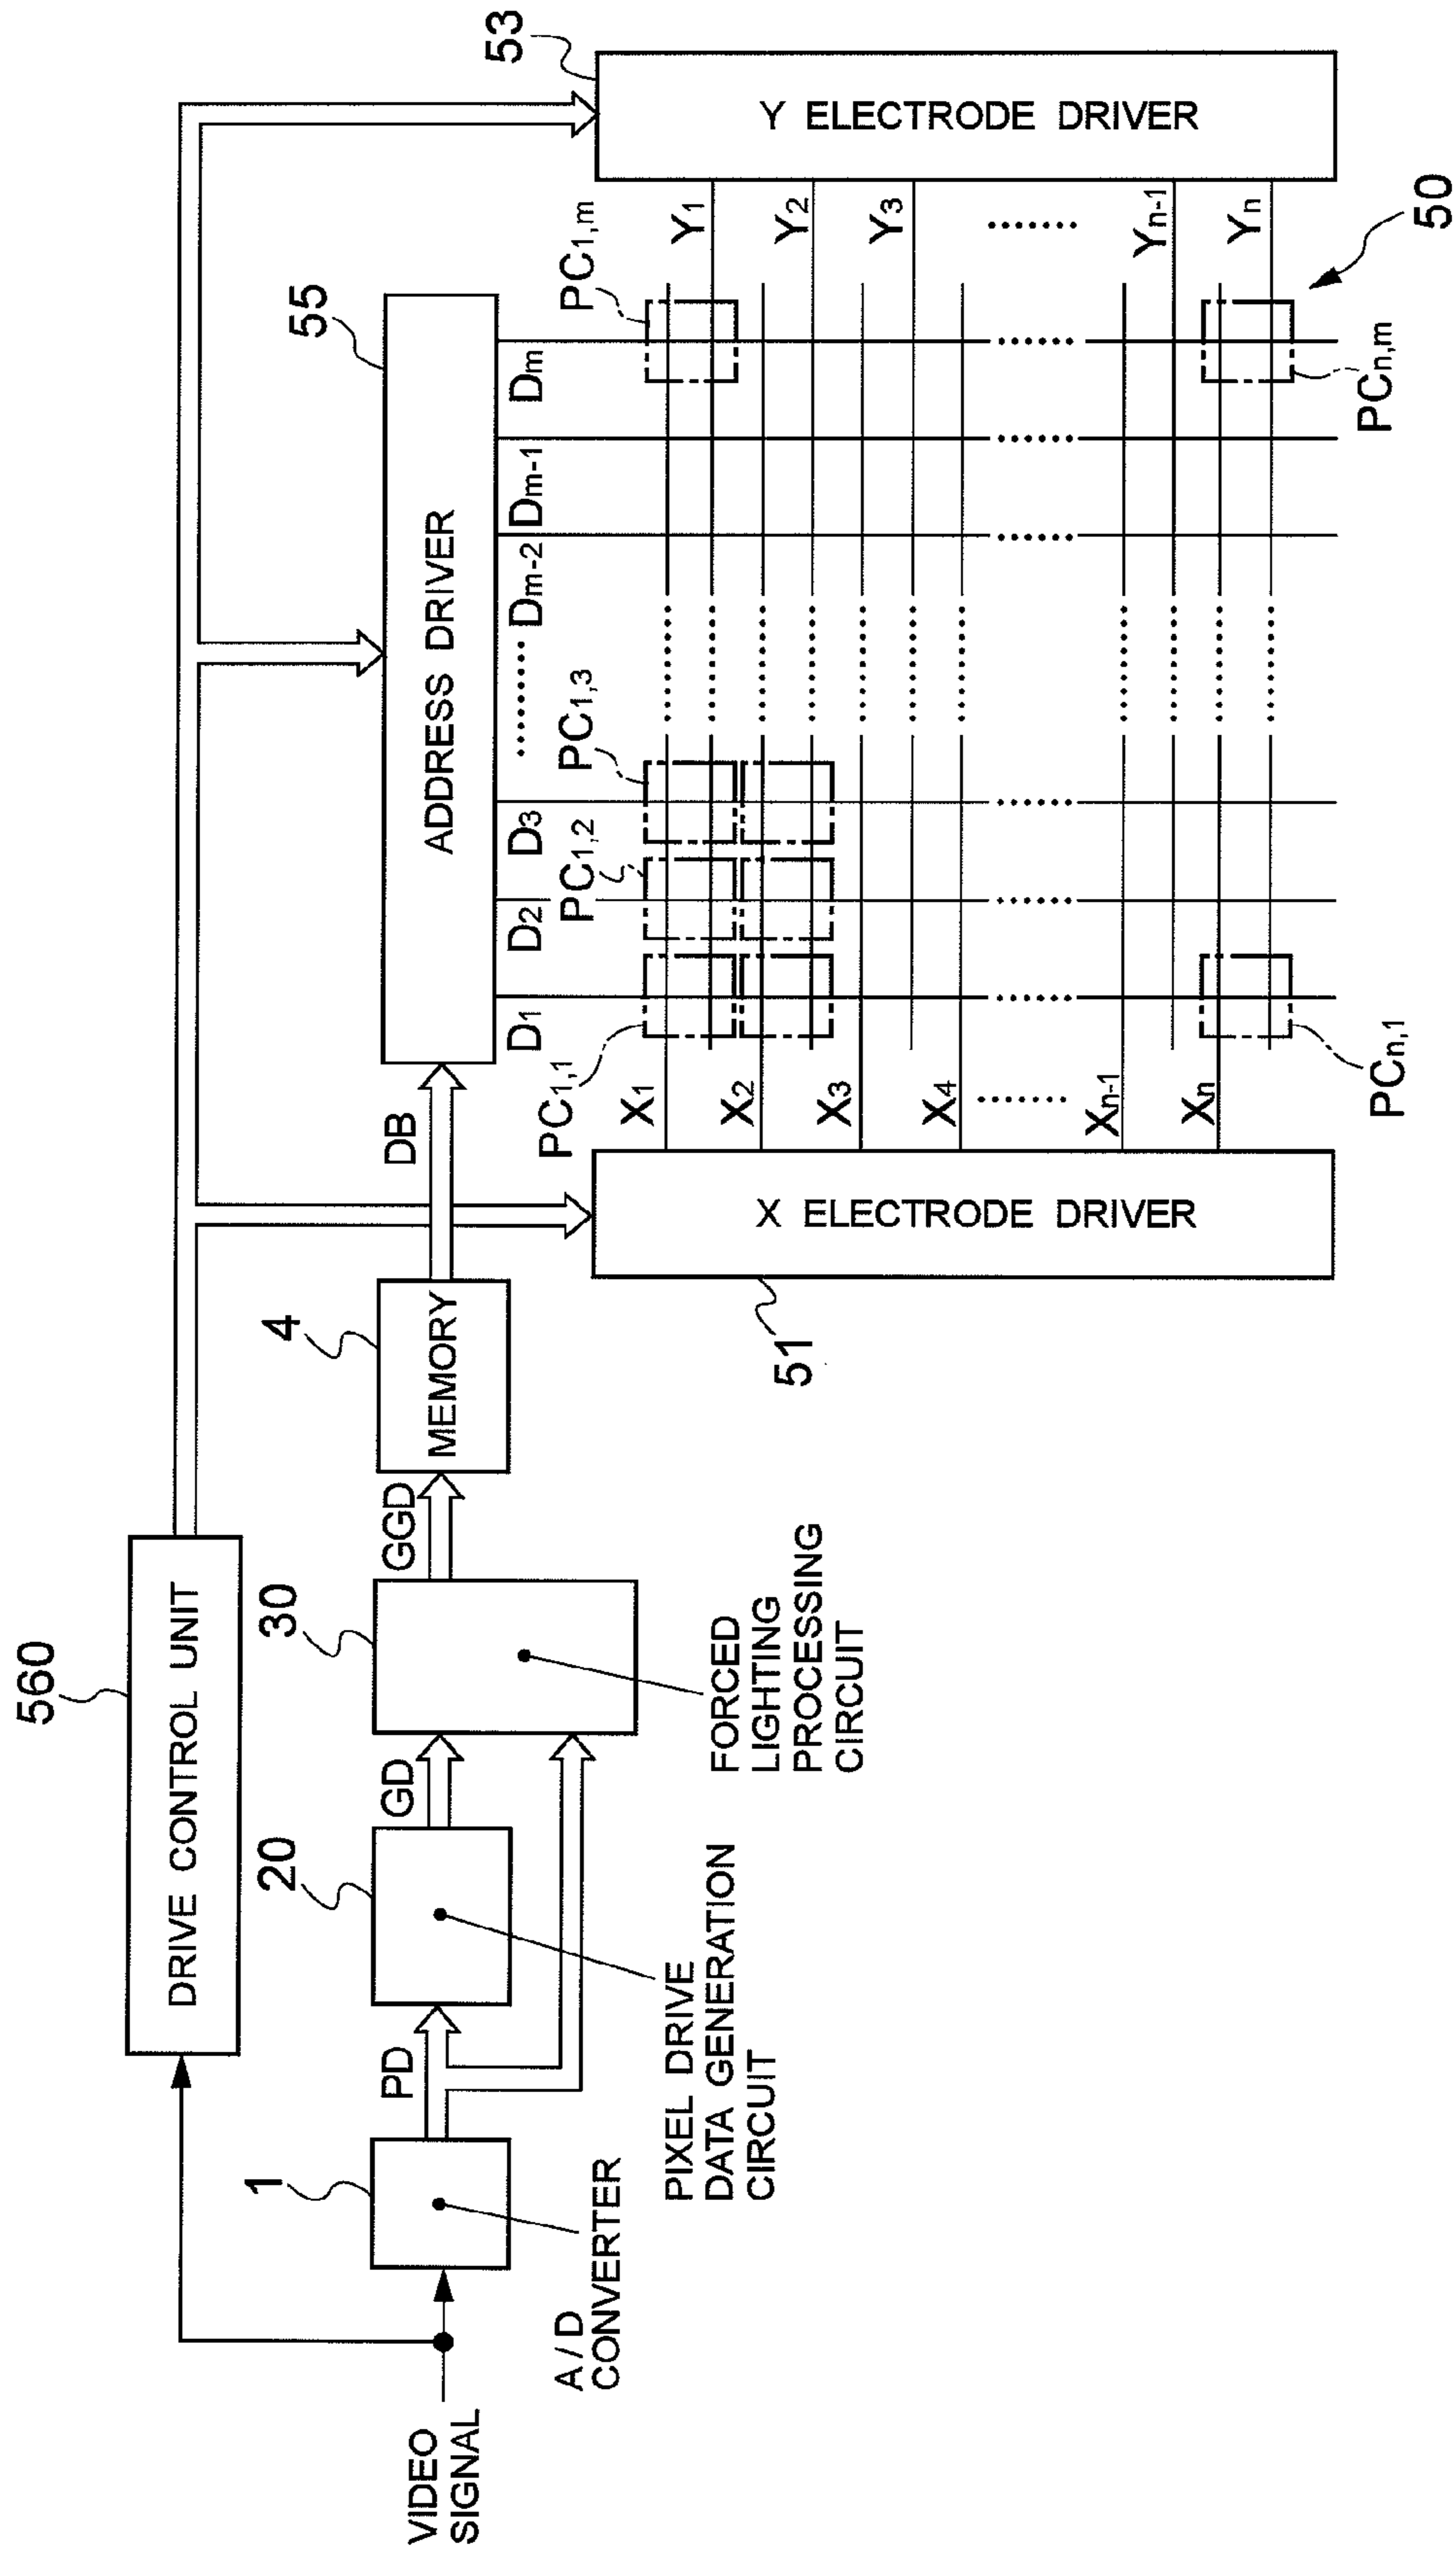 560
DRIVE CONTROL UNIT
VIDEO
SIGNAL
1
A/D
CONVERTER
PD
20
PIXEL DRIVE
DATA GENERATION
CIRCUIT
GD
30
FORCED
LIGHTING
PROCESSING
CIRCUIT
GGD
4
MEMORY
DB
55
ADDRESS DRIVER
D1
D2
D3
........
Dm-2
Dm-1
Dm
PC1,1
PC1,2
PC1,3
PC1,m
51
X ELECTRODE DRIVER
X1
X2
X3
X4
.......
Xn-1
Xn
53
Y ELECTRODE DRIVER
Y1
Y2
Y3
.......
Yn-1
Yn
PCn,1
PCn,m
50